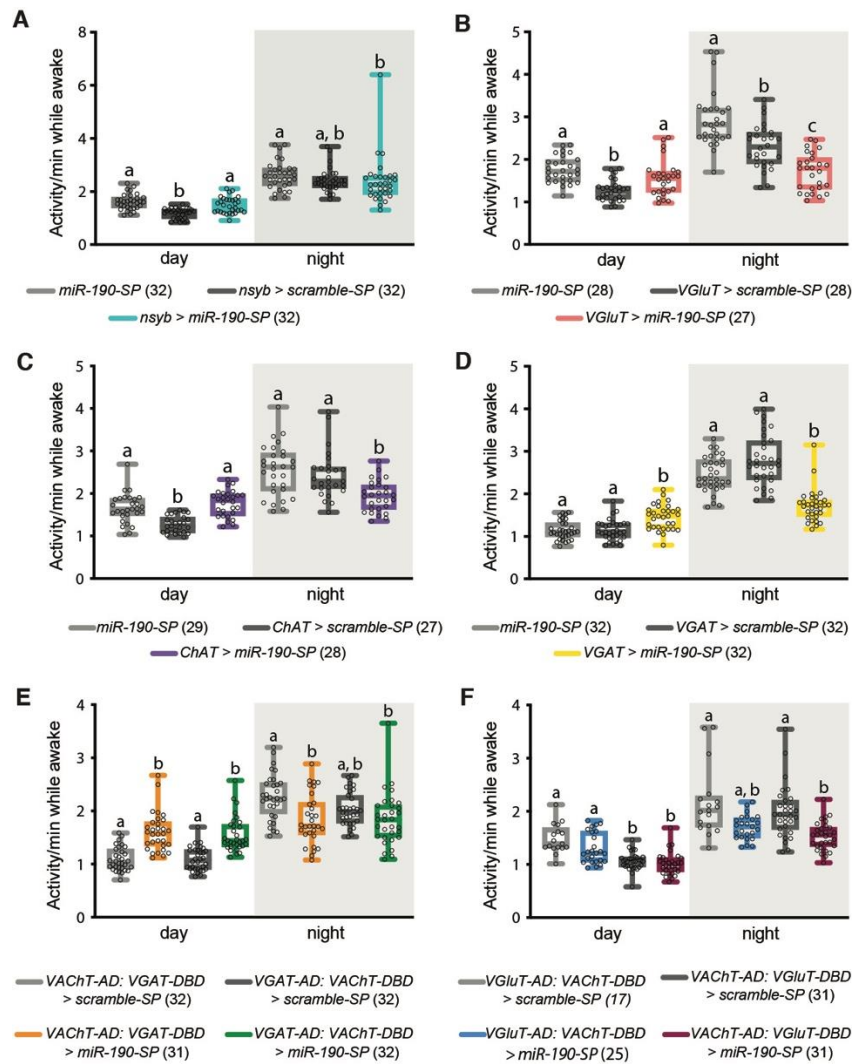 A
Activity/min while awake
8
6
4
2
0
a
b
a
a
a, b
b
day
night
miR-190-SP (32)
nsyb > scramble-SP (32)
nsyb > miR-190-SP (32)
B
Activity/min while awake
5
4
3
2
1
0
a
b
a
a
b
c
day
night
miR-190-SP (28)
VGluT > scramble-SP (28)
VGluT > miR-190-SP (27)
C
Activity/min while awake
5
4
3
2
1
0
a
b
a
a
a
b
day
night
miR-190-SP (29)
ChAT > scramble-SP (27)
ChAT > miR-190-SP (28)
D
Activity/min while awake
5
4
3
2
1
0
a
a
b
a
a
b
day
night
miR-190-SP (32)
VGAT > scramble-SP (32)
VGAT > miR-190-SP (32)
E
Activity/min while awake
4
3
2
1
0
a
b
a
b
a
b
a, b
b
day
night
VAChT-AD: VGAT-DBD
> scramble-SP (32)
VGAT-AD: VAChT-DBD
> scramble-SP (32)
VAChT-AD: VGAT-DBD
> miR-190-SP (31)
VGAT-AD: VAChT-DBD
> miR-190-SP (32)
F
Activity/min while awake
4
3
2
1
0
a
a
b
b
a
a, b
a
b
day
night
VGluT-AD: VAChT-DBD
> scramble-SP (17)
VAChT-AD: VGluT-DBD
> scramble-SP (31)
VGluT-AD: VAChT-DBD
> miR-190-SP (25)
VAChT-AD: VGluT-DBD
> miR-190-SP (31)